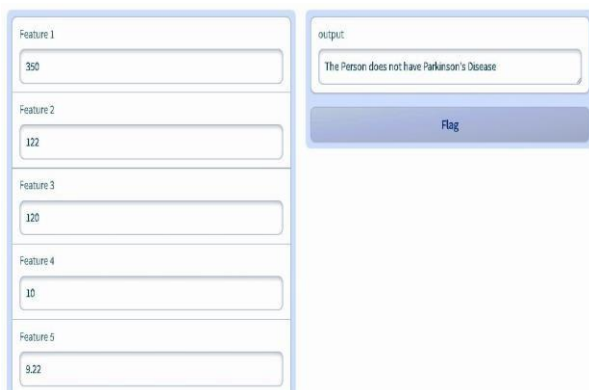 Feature 1
350
Feature 2
122
Feature 3
120
Feature 4
10
Feature 5
9.22
output
The Person does not have Parkinson's Disease
Flag